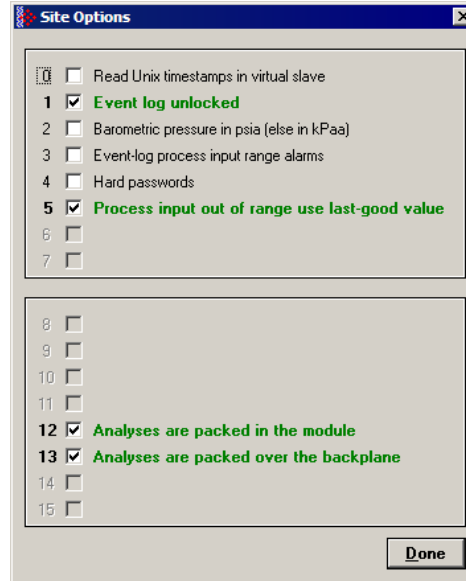 Site Options
0 Read Unix timestamps in virtual slave
1 Event log unlocked
2 Barometric pressure in psia (else in kPaa)
3 Event-log process input range alarms
4 Hard passwords
5 Process input out of range use last-good value
6
7
8
9
10
11
12 Analyses are packed in the module
13 Analyses are packed over the backplane
14
15
Done